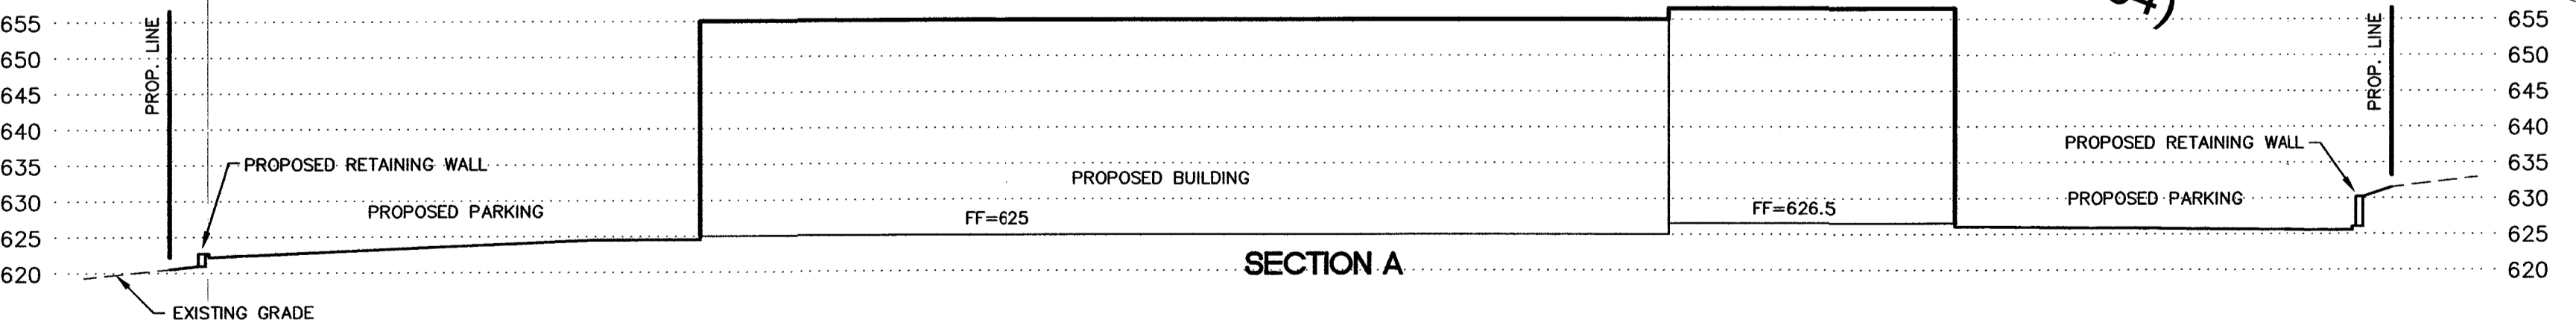 655
650
645
640
635
630
625
620
PROP. LINE
PROPOSED RETAINING WALL
PROPOSED PARKING
EXISTING GRADE
PROPOSED BUILDING
FF=625
SECTION A
FF=626.5
PROPOSED RETAINING WALL
PROPOSED PARKING
PROP. LINE
655
650
645
640
635
630
625
620